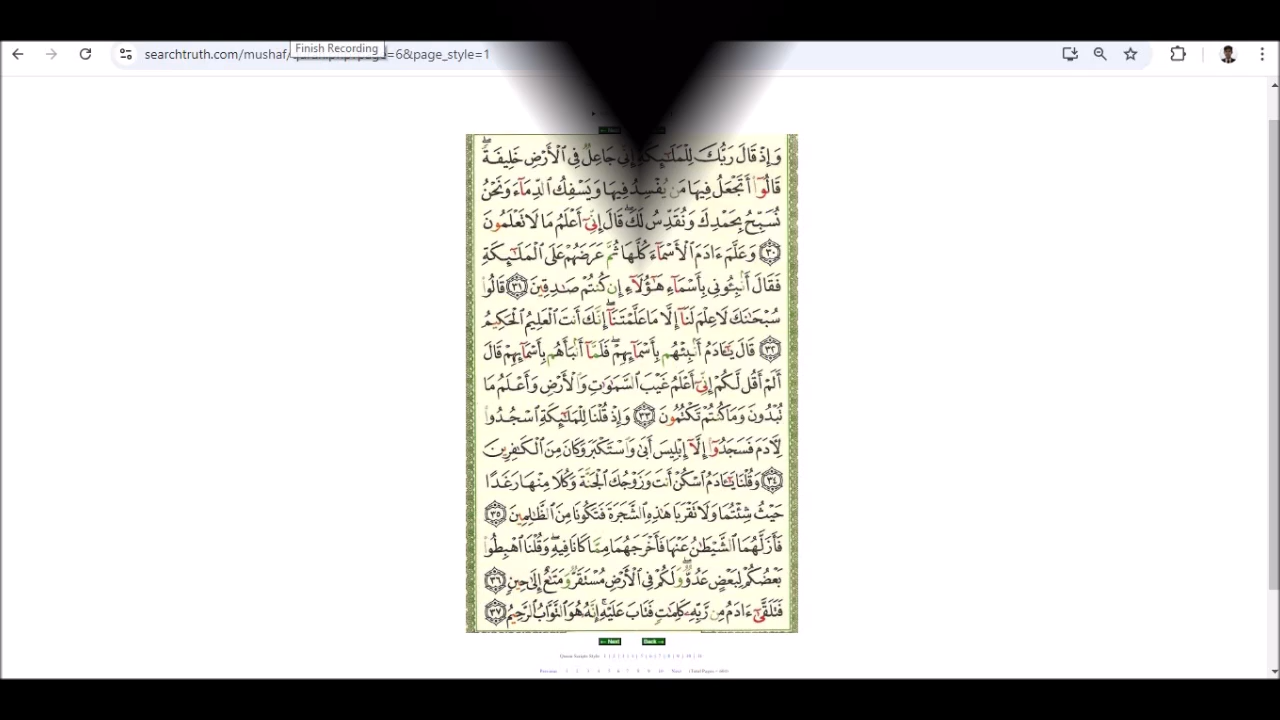 Finish Recording
searchtruth.com/mushaf/ =6&page_style=1
وَإِذْ قَالَ رَبُّكَ لِلْمَلَٰٓئِكَةِ إِنِّى جَاعِلٌ فِى ٱلْأَرْضِ خَلِيفَةً ۖ
قَالُوٓا۟ أَتَجْعَلُ فِيهَا مَن يُفْسِدُ فِيهَا وَيَسْفِكُ ٱلدِّمَآءَ وَنَحْنُ
نُسَبِّحُ بِحَمْدِكَ وَنُقَدِّسُ لَكَ ۖ قَالَ إِنِّىٓ أَعْلَمُ مَا لَا تَعْلَمُونَ
٣٠ وَعَلَّمَ ءَادَمَ ٱلْأَسْمَآءَ كُلَّهَا ثُمَّ عَرَضَهُمْ عَلَى ٱلْمَلَٰٓئِكَةِ
فَقَالَ أَنۢبِـُٔونِى بِأَسْمَآءِ هَٰٓؤُلَآءِ إِن كُنتُمْ صَٰدِقِينَ ٣١ قَالُوا۟
سُبْحَٰنَكَ لَا عِلْمَ لَنَآ إِلَّا مَا عَلَّمْتَنَآ ۖ إِنَّكَ أَنتَ ٱلْعَلِيمُ ٱلْحَكِيمُ
٣٢ قَالَ يَٰٓـَٔادَمُ أَنۢبِئْهُم بِأَسْمَآئِهِمْ ۖ فَلَمَّآ أَنۢبَأَهُم بِأَسْمَآئِهِمْ قَالَ
أَلَمْ أَقُل لَّكُمْ إِنِّىٓ أَعْلَمُ غَيْبَ ٱلسَّمَٰوَٰتِ وَٱلْأَرْضِ وَأَعْلَمُ مَا
تُبْدُونَ وَمَا كُنتُمْ تَكْتُمُونَ ٣٣ وَإِذْ قُلْنَا لِلْمَلَٰٓئِكَةِ ٱسْجُدُوا۟
لِـَٔادَمَ فَسَجَدُوٓا۟ إِلَّآ إِبْلِيسَ أَبَىٰ وَٱسْتَكْبَرَ وَكَانَ مِنَ ٱلْكَٰفِرِينَ
٣٤ وَقُلْنَا يَٰٓـَٔادَمُ ٱسْكُنْ أَنتَ وَزَوْجُكَ ٱلْجَنَّةَ وَكُلَا مِنْهَا رَغَدًا
حَيْثُ شِئْتُمَا وَلَا تَقْرَبَا هَٰذِهِ ٱلشَّجَرَةَ فَتَكُونَا مِنَ ٱلظَّٰلِمِينَ ٣٥
فَأَزَلَّهُمَا ٱلشَّيْطَٰنُ عَنْهَا فَأَخْرَجَهُمَا مِمَّا كَانَا فِيهِ ۖ وَقُلْنَا ٱهْبِطُوا۟
بَعْضُكُمْ لِبَعْضٍ عَدُوٌّ ۖ وَلَكُمْ فِى ٱلْأَرْضِ مُسْتَقَرٌّ وَمَتَٰعٌ إِلَىٰ حِينٍ ٣٦
فَتَلَقَّىٰٓ ءَادَمُ مِن رَّبِّهِۦ كَلِمَٰتٍ فَتَابَ عَلَيْهِ ۚ إِنَّهُۥ هُوَ ٱلتَّوَّابُ ٱلرَّحِيمُ ٣٧
← Next Back →